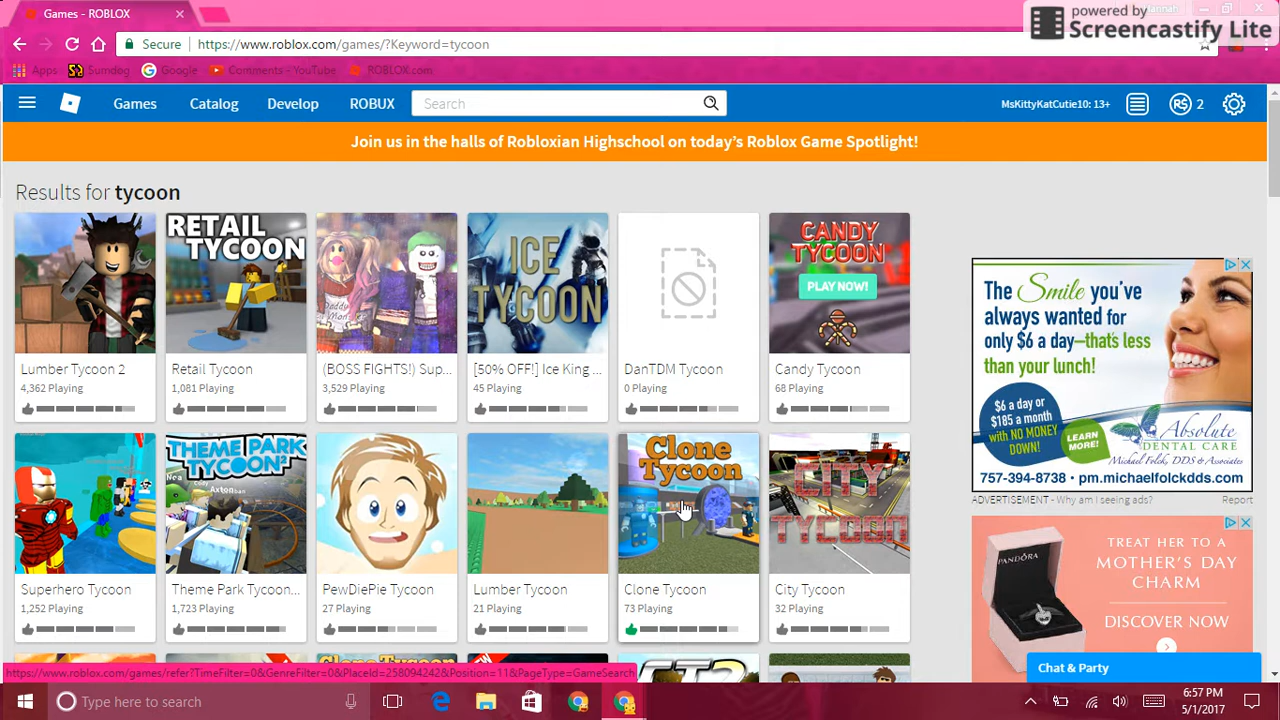 Games - ROBLOX
powered by
Screencastify Lite
Secure
https://www.roblox.com/games/?Keyword=tycoon
Apps
Sumdog
Google
Comments - YouTube
ROBLOX.com
Games
Catalog
Develop
ROBUX
Search
MsKittyKatCutie10: 13+
R$ 2
Join us in the halls of Robloxian Highschool on today's Roblox Game Spotlight!
Results for tycoon
RETAIL
TYCOON
ICE
TYCOON
CANDY
TYCOON
PLAY NOW!
Lumber Tycoon 2
4,362 Playing
Retail Tycoon
1,081 Playing
(BOSS FIGHTS!) Sup...
3,529 Playing
[50% OFF!] Ice King ...
45 Playing
DanTDM Tycoon
0 Playing
Candy Tycoon
68 Playing
THEME PARK
TYCOON2
Axton
Clone
Tycoon
CITY
TYCOON
Superhero Tycoon
1,252 Playing
Theme Park Tycoon...
1,723 Playing
PewDiePie Tycoon
27 Playing
Lumber Tycoon
21 Playing
Clone Tycoon
73 Playing
City Tycoon
32 Playing
The Smile you've
always wanted for
only $6 a day—that's less
than your lunch!
$6 a day or
$185 a month
with NO MONEY
DOWN!
LEARN
MORE
Absolute
DENTAL CARE
Michael Folck, DDS & Associates
757-394-8738 • pm.michaelfolckdds.com
ADVERTISEMENT - Why am I seeing ads?
Report
PANDORA
TREAT HER TO A
MOTHER'S DAY
CHARM
DISCOVER NOW
Chat & Party
https://www.roblox.com/games/refer?TimeFilter=0&GenreFilter=0&PlaceId=258094242&Position=11&PageType=GameSearch
Type here to search
6:57 PM
5/1/2017